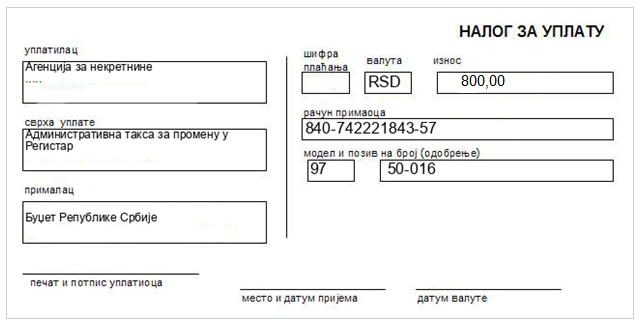 НАЛОГ ЗА УПЛАТУ
уплатилац
Агенција за некретнине
.....
сврха уплате
Административна такса за промену у
Регистар
прималац
Буџет Републике Србије
печат и потпис уплатиоца
шифра
плаћања
валута
износ
RSD
800,00
рачун примаоца
840-742221843-57
модел и позив на број (одобрење)
97
50-016
место и датум пријема
датум валуте